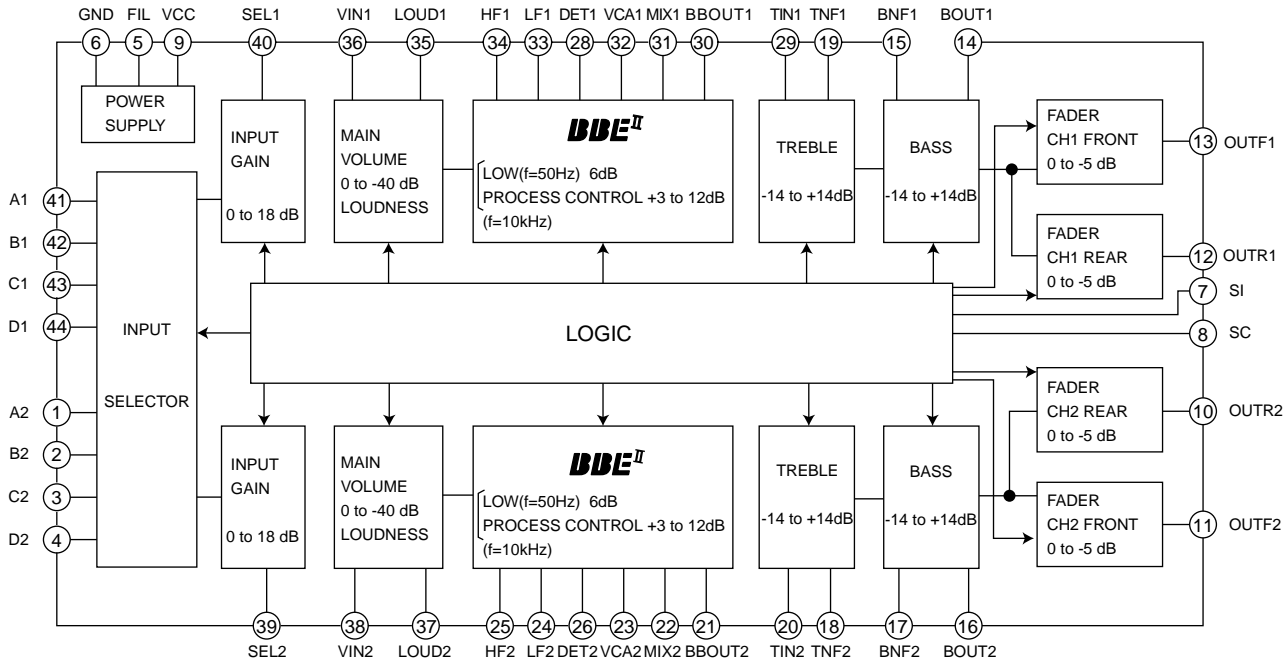 GND FIL VCC SEL1 VIN1 LOUD1 HF1 LF1 DET1 VCA1 MIX1 BBOUT1 TIN1 TNF1 BNF1 BOUT1
6 5 9 40 36 35 34 33 28 32 31 30 29 19 15 14
POWER
SUPPLY
INPUT
GAIN
0 to 18 dB
MAIN
VOLUME
0 to -40 dB
LOUDNESS
BBE II
LOW(f=50Hz) 6dB
PROCESS CONTROL +3 to 12dB
(f=10kHz)
TREBLE
-14 to +14dB
BASS
-14 to +14dB
FADER
CH1 FRONT
0 to -5 dB
13 OUTF1
FADER
CH1 REAR
0 to -5 dB
12 OUTR1
A1 41
B1 42
C1 43
D1 44
INPUT
SELECTOR
A2 1
B2 2
C2 3
D2 4
LOGIC
7 SI
8 SC
FADER
CH2 REAR
0 to -5 dB
10 OUTR2
FADER
CH2 FRONT
0 to -5 dB
11 OUTF2
INPUT
GAIN
0 to 18 dB
MAIN
VOLUME
0 to -40 dB
LOUDNESS
BBE II
LOW(f=50Hz) 6dB
PROCESS CONTROL +3 to 12dB
(f=10kHz)
TREBLE
-14 to +14dB
BASS
-14 to +14dB
39 38 37 25 24 26 23 22 21 20 18 17 16
SEL2 VIN2 LOUD2 HF2 LF2 DET2 VCA2 MIX2 BBOUT2 TIN2 TNF2 BNF2 BOUT2